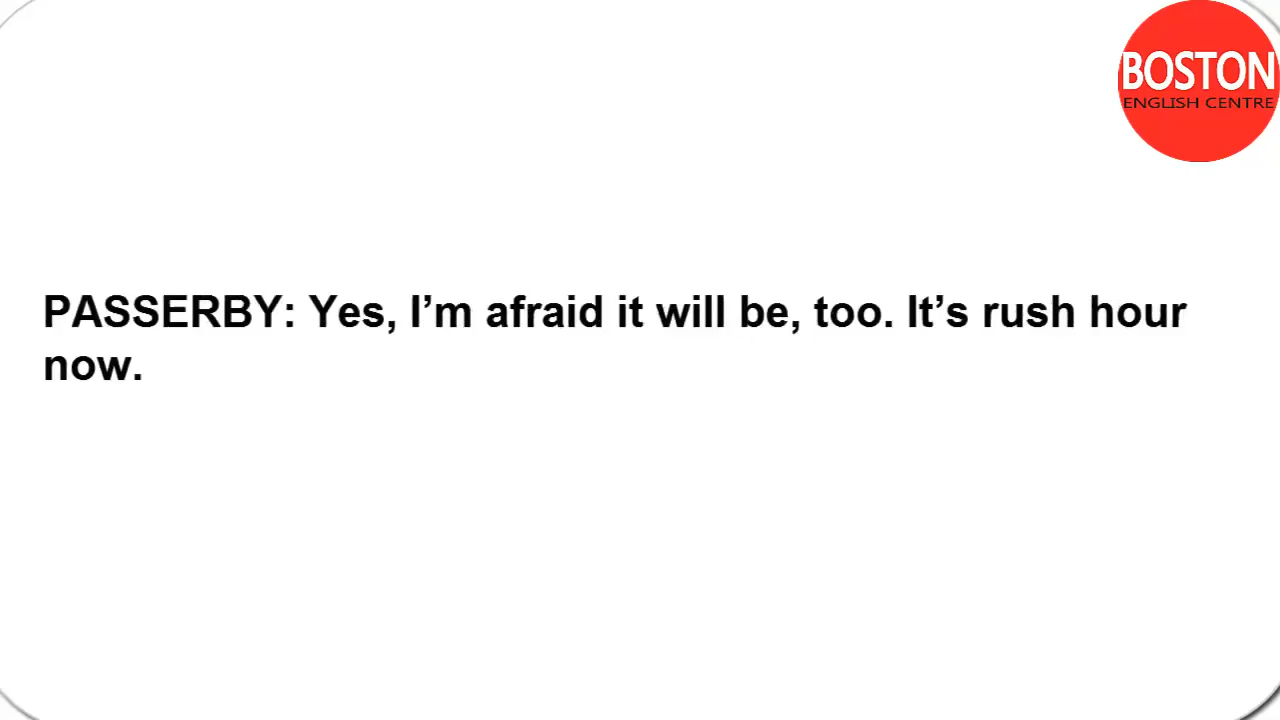 BOSTON
ENGLISH CENTRE
PASSERBY: Yes, I’m afraid it will be, too. It’s rush hour
now.